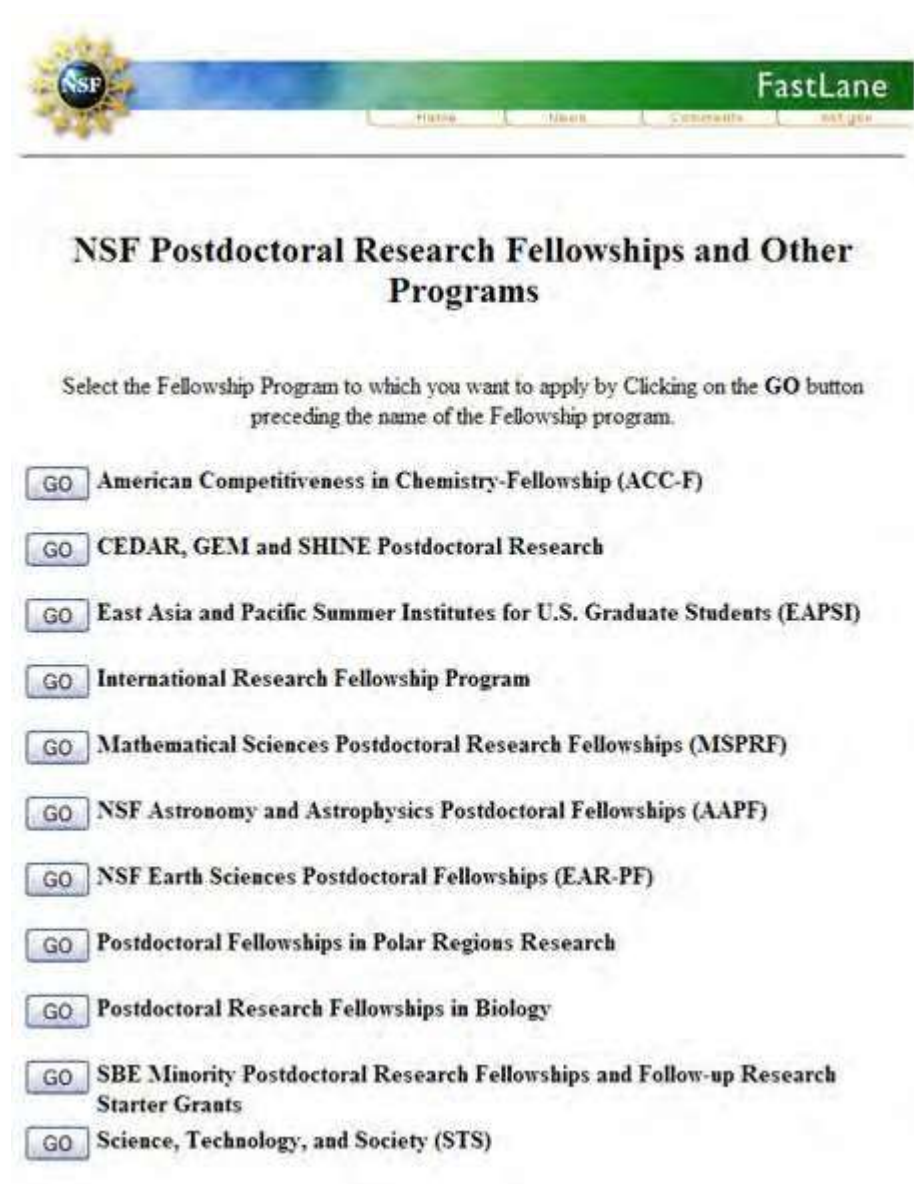 NSF
FastLane
Home News Comments nsf.gov
NSF Postdoctoral Research Fellowships and Other
Programs
Select the Fellowship Program to which you want to apply by Clicking on the GO button
preceding the name of the Fellowship program.
GO American Competitiveness in Chemistry-Fellowship (ACC-F)
GO CEDAR, GEM and SHINE Postdoctoral Research
GO East Asia and Pacific Summer Institutes for U.S. Graduate Students (EAPSI)
GO International Research Fellowship Program
GO Mathematical Sciences Postdoctoral Research Fellowships (MSPRF)
GO NSF Astronomy and Astrophysics Postdoctoral Fellowships (AAPF)
GO NSF Earth Sciences Postdoctoral Fellowships (EAR-PF)
GO Postdoctoral Fellowships in Polar Regions Research
GO Postdoctoral Research Fellowships in Biology
GO SBE Minority Postdoctoral Research Fellowships and Follow-up Research
Starter Grants
GO Science, Technology, and Society (STS)